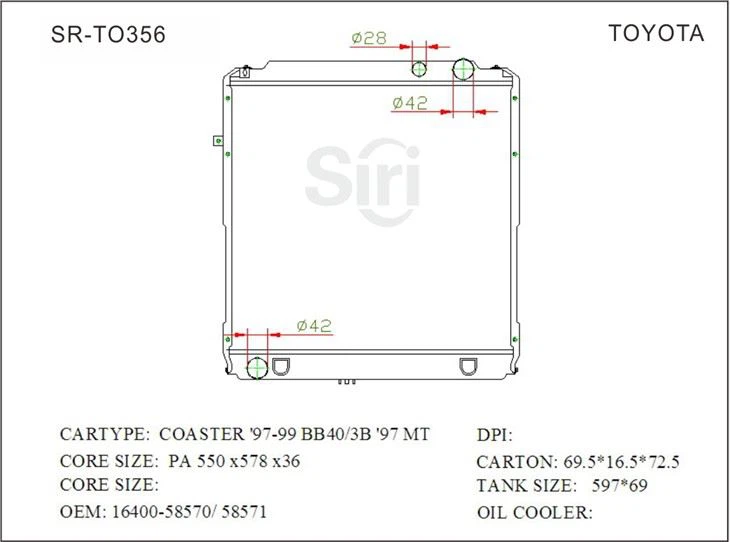 SR-TO356
TOYOTA
Ø28
Ø42
Siri
Ø42
CARTYPE: COASTER '97-99 BB40/3B '97 MT
CORE SIZE: PA 550 x578 x36
CORE SIZE:
OEM: 16400-58570/ 58571
DPI:
CARTON: 69.5*16.5*72.5
TANK SIZE: 597*69
OIL COOLER: